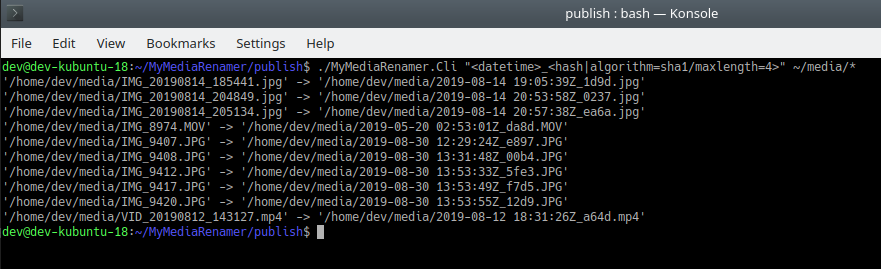 publish : bash — Konsole
File View Bookmarks Settings Help
dev@dev-kubuntu-18:~/MyMediaRenamer/publish$ ./MyMediaRenamer.Cli "<datetime>_<hash|algorithm=sha1/maxlength=4>" ~/media/*
'/home/dev/media/IMG_20190814_185441.jpg' -> '/home/dev/media/2019-08-14 19:05:39Z_1d9d.jpg'
'/home/dev/media/IMG_20190814_204849.jpg' -> '/home/dev/media/2019-08-14 20:53:58Z_0237.jpg'
'/home/dev/media/IMG_20190814_205134.jpg' -> '/home/dev/media/2019-08-14 20:57:38Z_ea6a.jpg'
'/home/dev/media/IMG_8974.MOV' -> '/home/dev/media/2019-05-20 02:53:01Z_da8d.MOV'
'/home/dev/media/IMG_9407.JPG' -> '/home/dev/media/2019-08-30 12:29:24Z_e897.JPG'
'/home/dev/media/IMG_9408.JPG' -> '/home/dev/media/2019-08-30 13:31:48Z_00b4.JPG'
'/home/dev/media/IMG_9412.JPG' -> '/home/dev/media/2019-08-30 13:53:33Z_5fe3.JPG'
'/home/dev/media/IMG_9417.JPG' -> '/home/dev/media/2019-08-30 13:53:49Z_f7d5.JPG'
'/home/dev/media/IMG_9420.JPG' -> '/home/dev/media/2019-08-30 13:53:55Z_12d9.JPG'
'/home/dev/media/VID_20190812_143127.mp4' -> '/home/dev/media/2019-08-12 18:31:26Z_a64d.mp4'
dev@dev-kubuntu-18:~/MyMediaRenamer/publish$